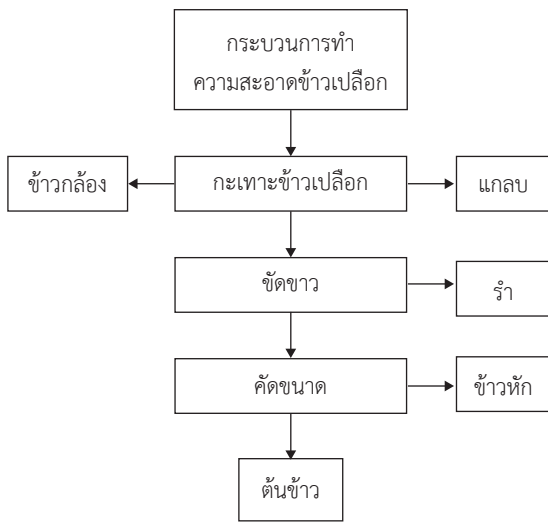 กระบวนการทำ
ความสะอาดข้าวเปลือก
ข้าวกล้อง
กะเทาะข้าวเปลือก
แกลบ
ขัดขาว
รำ
คัดขนาด
ข้าวหัก
ต้นข้าว